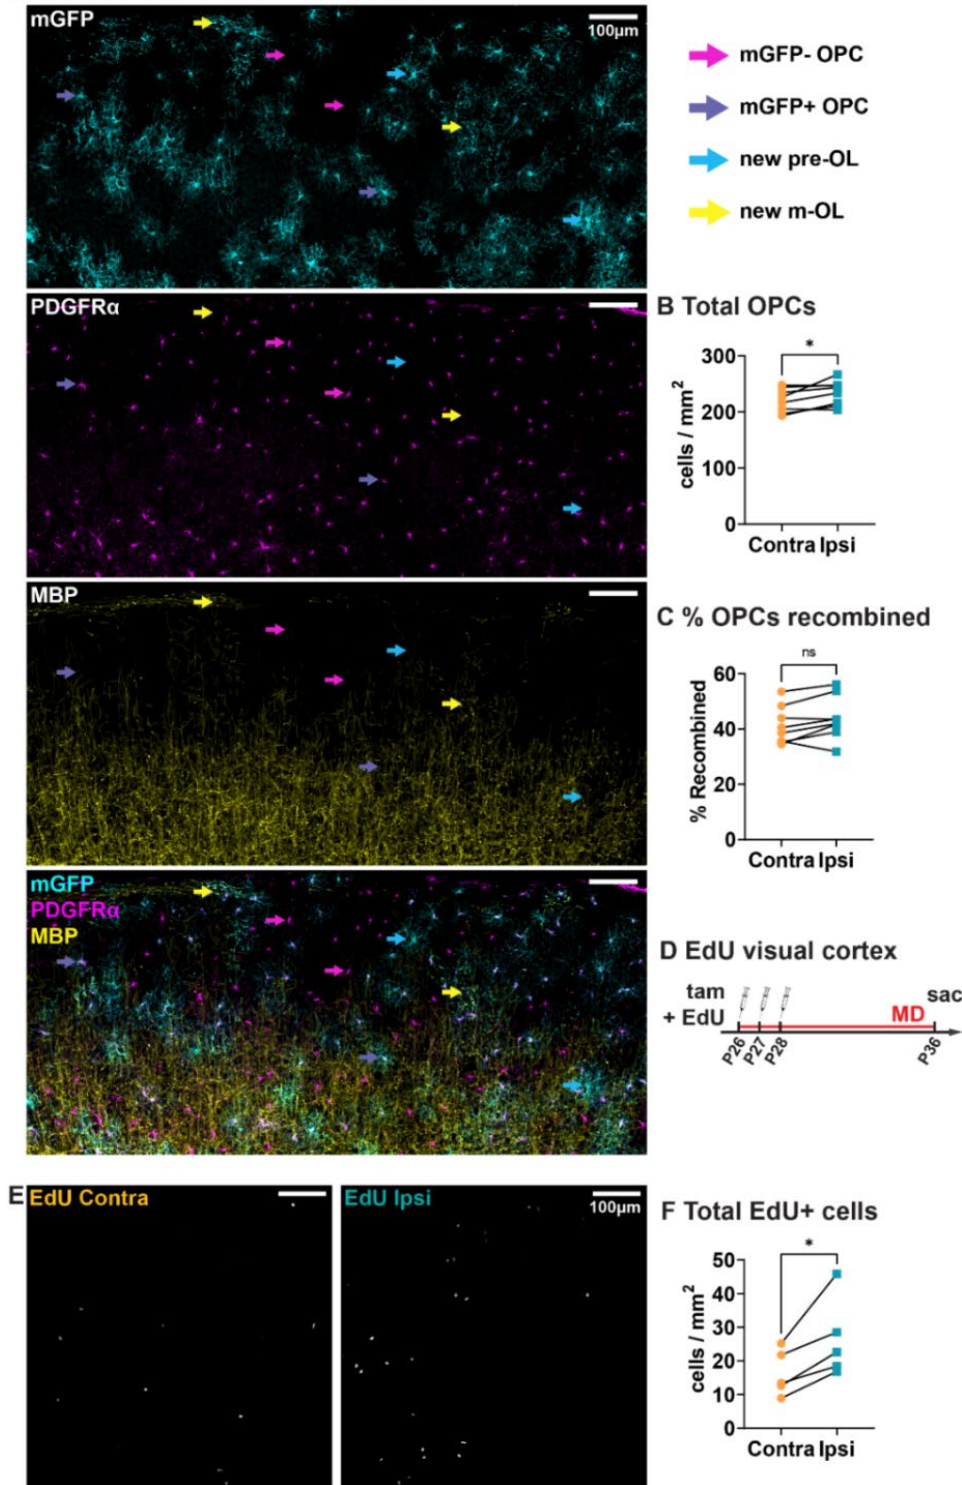 mGFP
100µm
mGFP- OPC
mGFP+ OPC
new pre-OL
new m-OL
PDGFRα
B Total OPCs
*
300
200
100
0
cells / mm²
Contra Ipsi
MBP
C % OPCs recombined
ns
60
40
20
0
% Recombined
Contra Ipsi
mGFP
PDGFRα
MBP
D EdU visual cortex
tam
+ EdU
MD
sac
P26
P27
P28
P36
E
EdU Contra
EdU Ipsi
100µm
F Total EdU+ cells
*
50
40
30
20
10
0
cells / mm²
Contra Ipsi